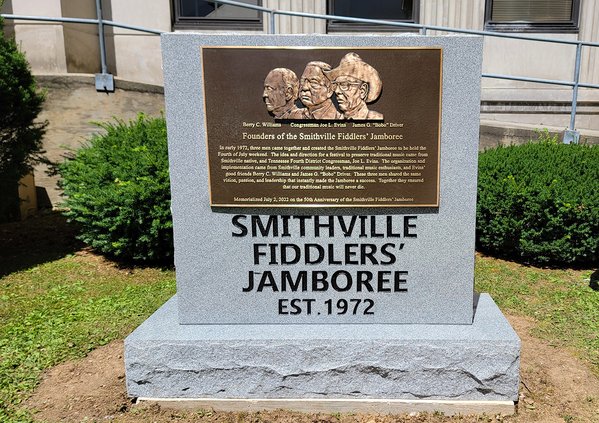 Berry C. Williams Congressman Joe L. Evins James G. "Bobo" Driver
Founders of the Smithville Fiddlers' Jamboree
In early 1972, three men came together and created the Smithville Fiddlers' Jamboree to be held the
Fourth of July weekend. The idea and direction for a festival to preserve traditional music came from
Smithville native, and Tennessee Fourth District Congressman, Joe L. Evins. The organization and
implementation came from Smithville community leaders, traditional music enthusiasts, and Evins'
good friends Berry C. Williams and James G. "Bobo" Driver. These three men shared the same
vision, passion, and leadership that instantly made the Jamboree a success. Together they ensured
that our traditional music will never die.
Memorialized July 2, 2022 on the 50th Anniversary of the Smithville Fiddlers' Jamboree
SMITHVILLE
FIDDLERS'
JAMBOREE
EST.1972